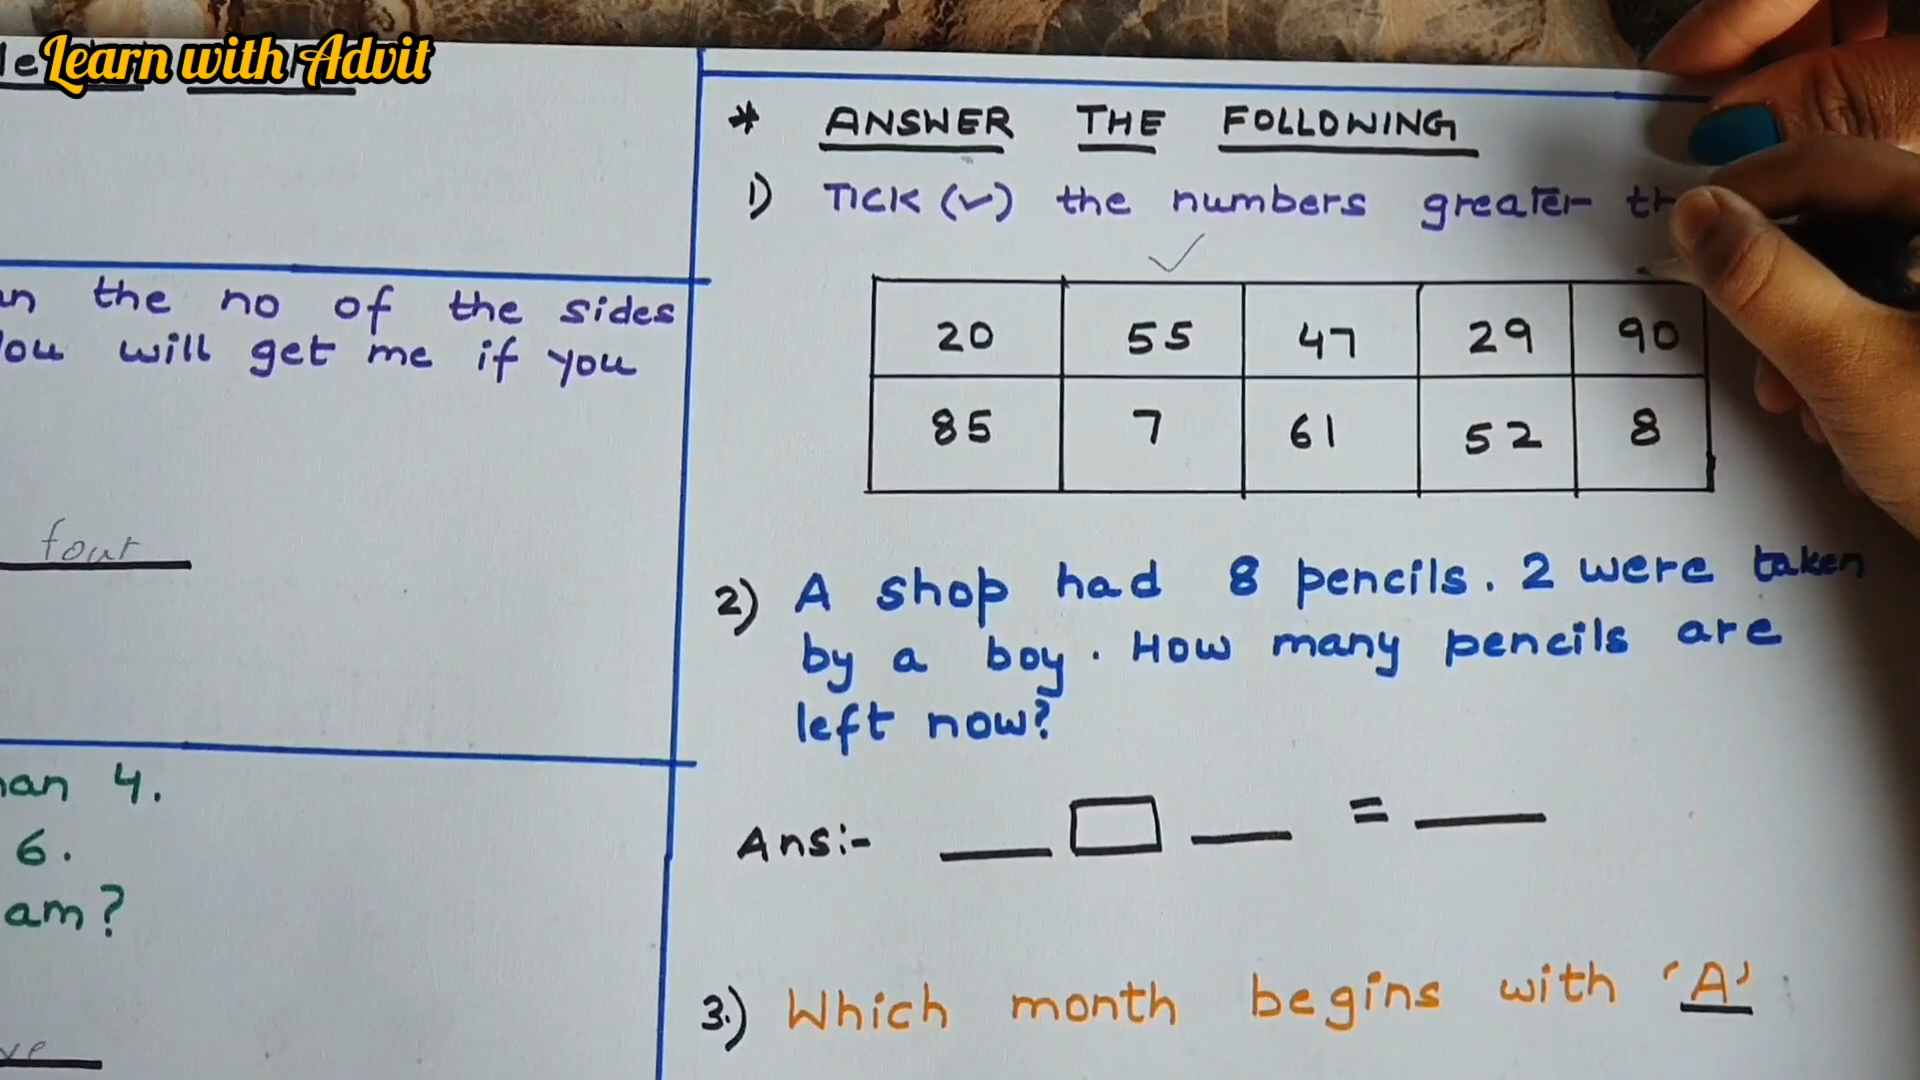 Learn with Advit
the no of the sides
will get me if you
four
4.
6.
am?
* ANSWER THE FOLLOWING
1) TICK (✓) the numbers greater
20 55 47 29 90
85 7 61 52 8
2) A shop had 8 pencils. 2 were taken
by a boy. How many pencils are
left now?
Ans:- __ □ __ = __
3.) Which month begins with 'A'